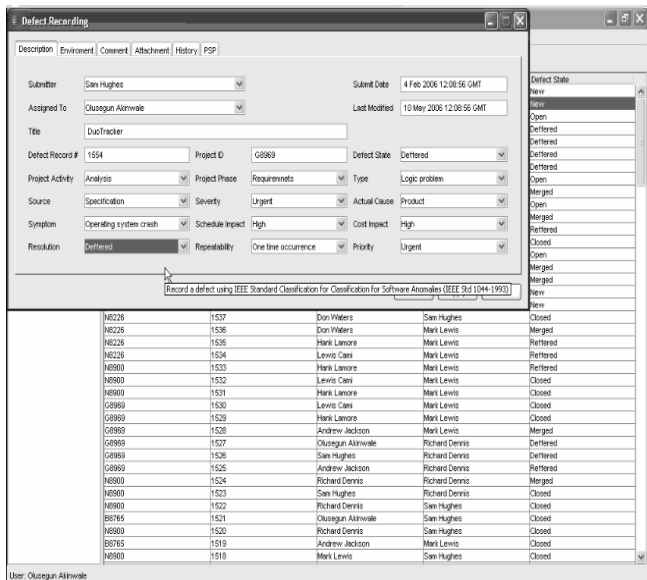 Defect Recording
Description Enviroment Comment Attachment History PSP
Submitter Sam Hughes Submit Date 4 Feb 2006 12:08:56 GMT
Assigned To Olusegun Akinwale Last Modified 10 May 2006 12:08:56 GMT
Title DuoTracker
Defect Record # 1554 Project ID G8969 Defect State Deffered
Project Activity Analysis Project Phase Requiremnets Type Logic problem
Source Specification Severity Urgent Actual Cause Product
Symptom Operating system crash Schedule Impact High Cost Impact High
Resolution Deffered Repeatability One time occurrence Priority Urgent
Record a defect using IEEE Standard Classification for Classification for Software Anomalies (IEEE Std 1044-1993)
Defect State
New
New
Open
Deffered
Deffered
Deffered
Deffered
Open
Merged
Open
Merged
Reffered
Closed
Open
Merged
Merged
New
New
N8226 1537 Don Waters Sam Hughes Closed
N8226 1536 Don Waters Mark Lewis Merged
N8226 1535 Hank Lamore Mark Lewis Reffered
N8226 1534 Lewis Cami Mark Lewis Reffered
N8900 1533 Hank Lamore Mark Lewis Reffered
N8900 1532 Lewis Cami Mark Lewis Closed
N8900 1531 Hank Lamore Mark Lewis Closed
G8969 1530 Lewis Cami Mark Lewis Closed
G8969 1529 Hank Lamore Mark Lewis Closed
G8969 1528 Andrew Jackson Mark Lewis Merged
G8969 1527 Olusegun Akinwale Richard Dennis Deffered
G8969 1526 Sam Hughes Richard Dennis Deffered
G8969 1525 Andrew Jackson Richard Dennis Reffered
N8900 1524 Richard Dennis Richard Dennis Merged
N8900 1523 Sam Hughes Richard Dennis Closed
N8900 1522 Richard Dennis Sam Hughes Closed
B8765 1521 Olusegun Akinwale Sam Hughes Closed
N8900 1520 Richard Dennis Sam Hughes Closed
B8765 1519 Andrew Jackson Mark Lewis Closed
N8900 1518 Mark Lewis Sam Hughes Closed
User: Olusegun Akinwale